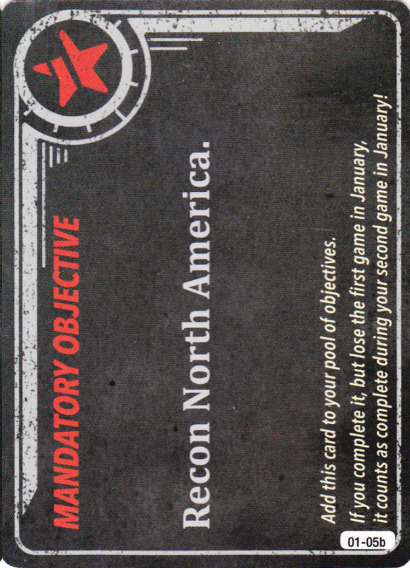 MANDATORY OBJECTIVE
Recon North America.
Add this card to your pool of objectives.
If you complete it, but lose the first game in January,
it counts as complete during your second game in January!
01-05b